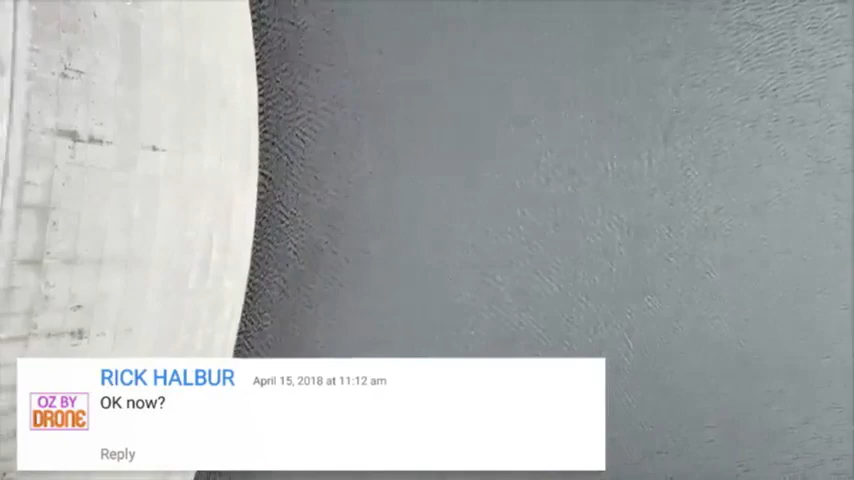 RICK HALBUR April 15, 2018 at 11:12 am
OZ BY
DRONE
OK now?
Reply